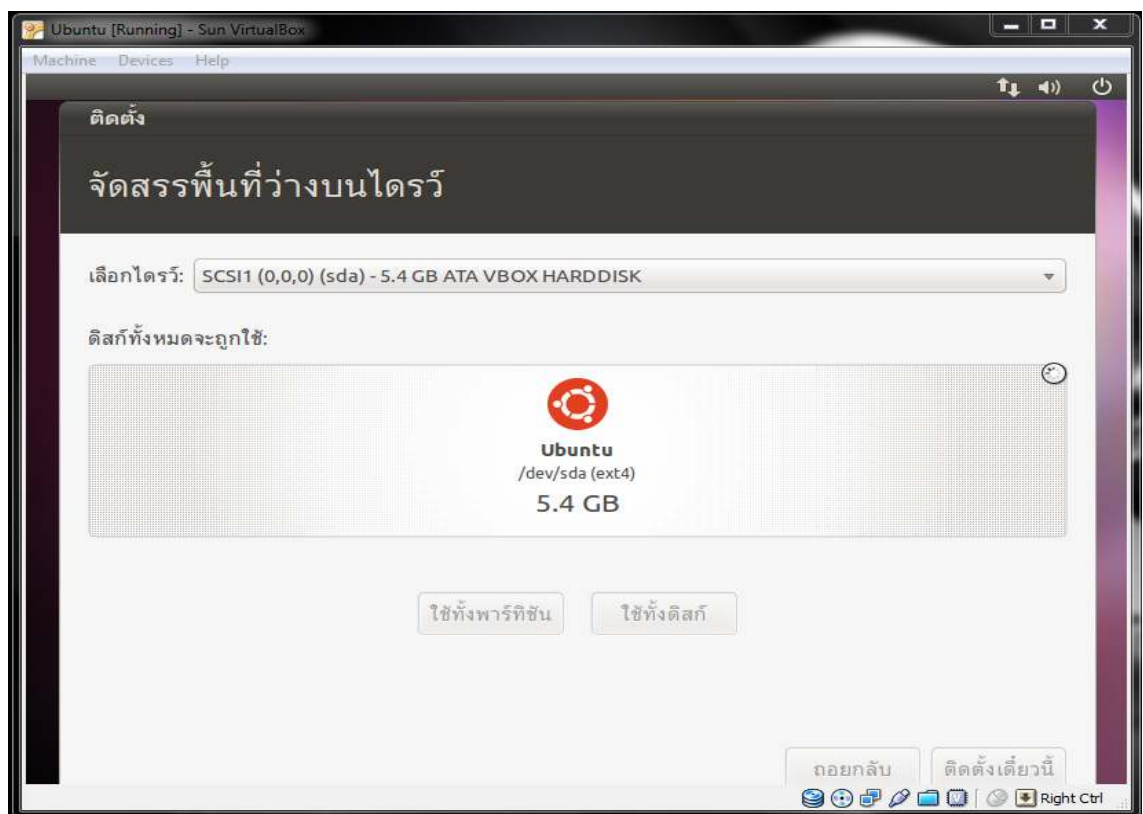 Ubuntu [Running] - Sun VirtualBox
Machine Devices Help
ติดตั้ง
จัดสรรพื้นที่ว่างบนไดรว์
เลือกไดรว์: SCSI1 (0,0,0) (sda) - 5.4 GB ATA VBOX HARDDISK
ดิสก์ทั้งหมดจะถูกใช้:
Ubuntu
/dev/sda (ext4)
5.4 GB
ใช้ทั้งพาร์ทิชัน ใช้ทั้งดิสก์
ถอยกลับ ติดตั้งเดี๋ยวนี้
Right Ctrl